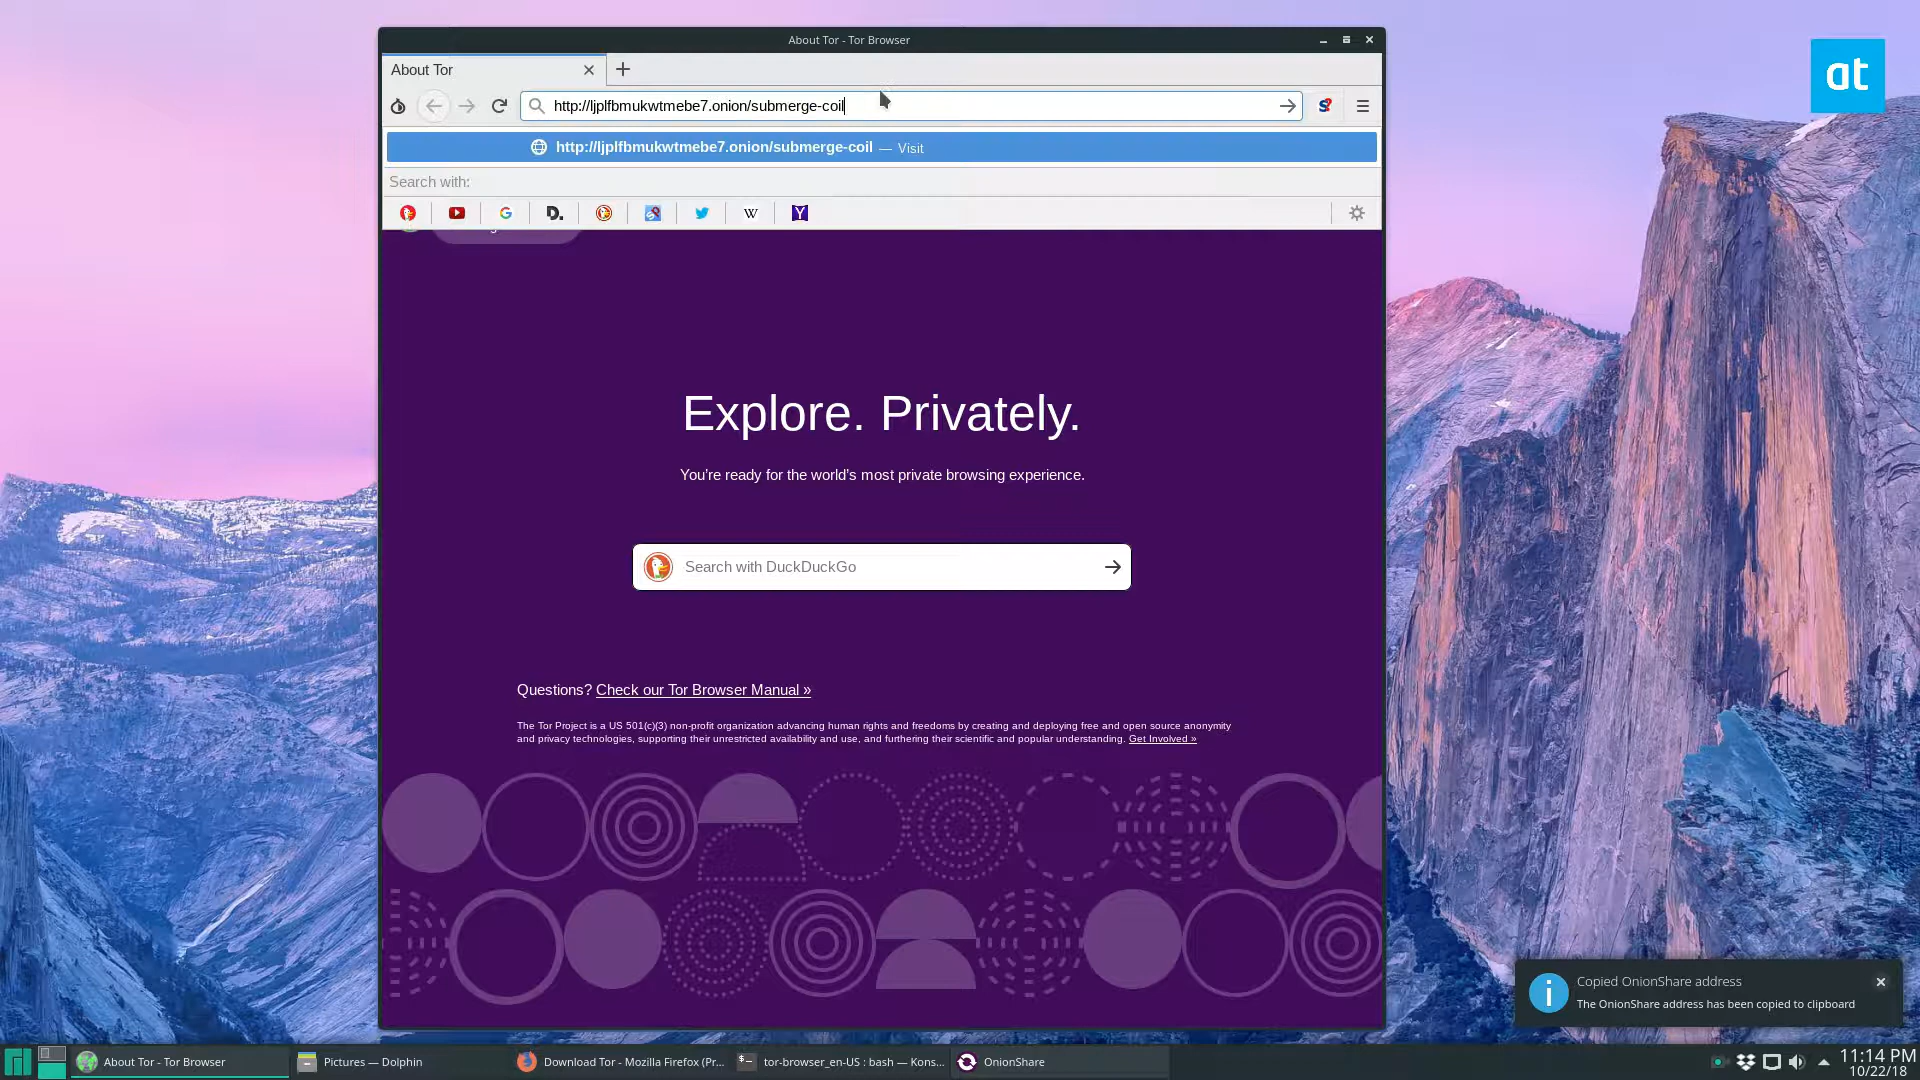 About Tor - Tor Browser
at
About Tor
http://ljplfbmukwtmebe7.onion/submerge-coil
http://ljplfbmukwtmebe7.onion/submerge-coil — Visit
Search with:
Explore. Privately.
You're ready for the world's most private browsing experience.
Search with DuckDuckGo
Questions? Check our Tor Browser Manual »
The Tor Project is a US 501(c)(3) non-profit organization advancing human rights and freedoms by creating and deploying free and open source anonymity
and privacy technologies, supporting their unrestricted availability and use, and furthering their scientific and popular understanding. Get Involved »
Copied OnionShare address
The OnionShare address has been copied to clipboard
About Tor - Tor Browser
Pictures — Dolphin
Download Tor - Mozilla Firefox (Pr...
tor-browser_en-US : bash — Kons...
OnionShare
11:14 PM
10/22/18